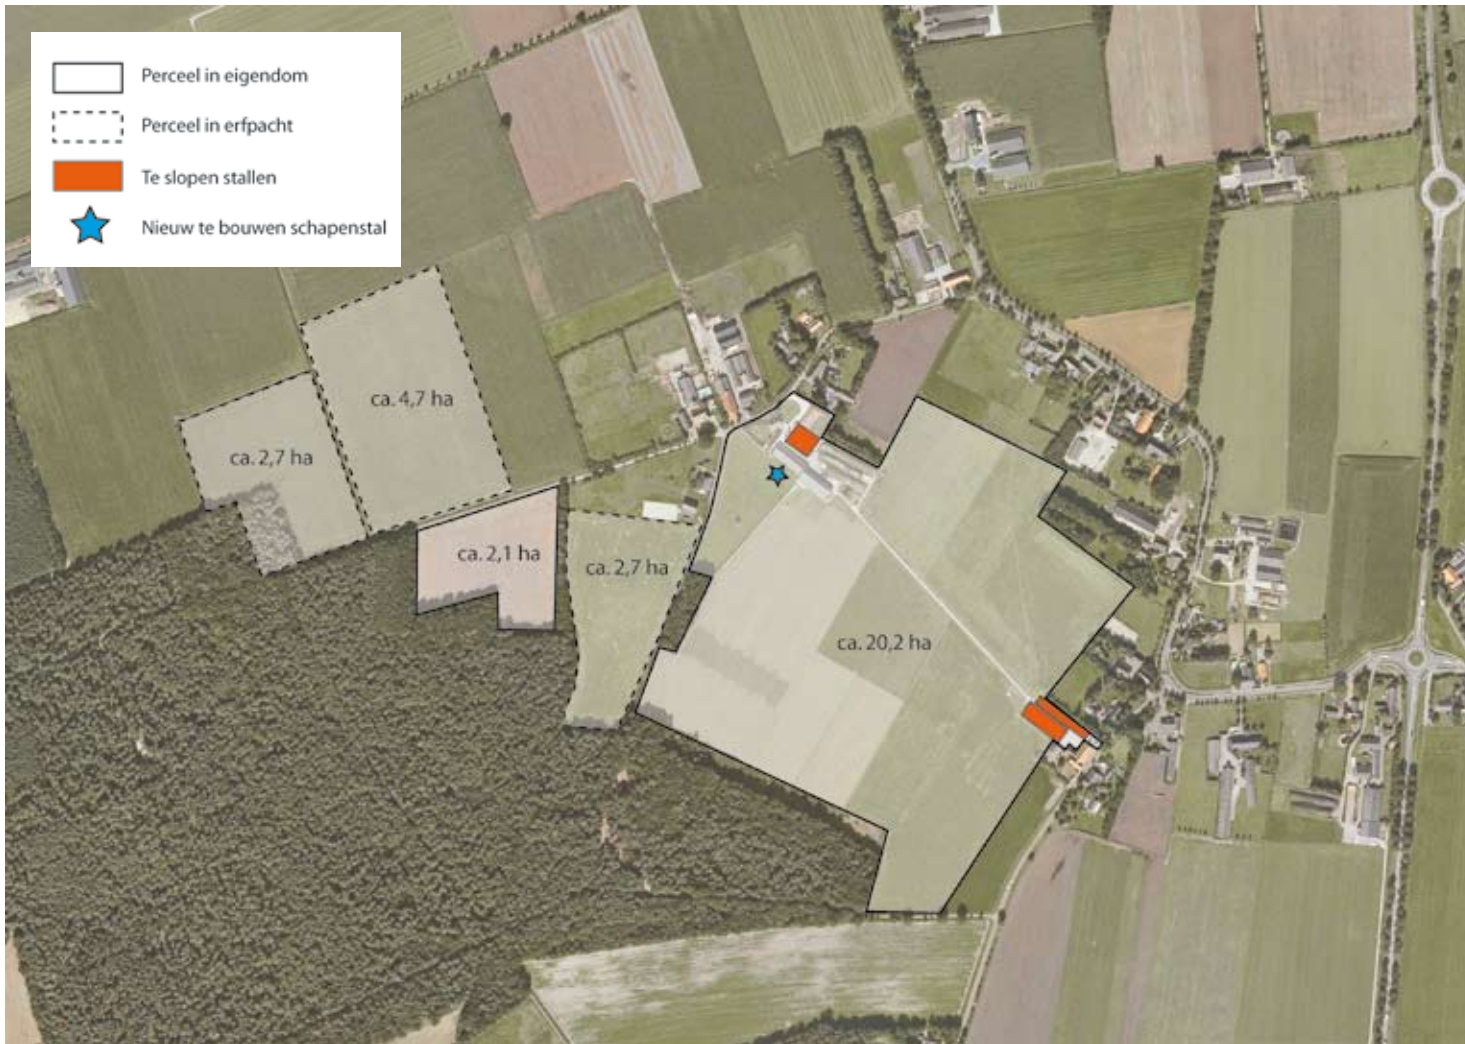 Perceel in eigendom
Perceel in erfpacht
Te slopen stallen
Nieuw te bouwen schapenstal
ca. 4,7 ha
ca. 2,7 ha
ca. 2,1 ha
ca. 2,7 ha
ca. 20,2 ha